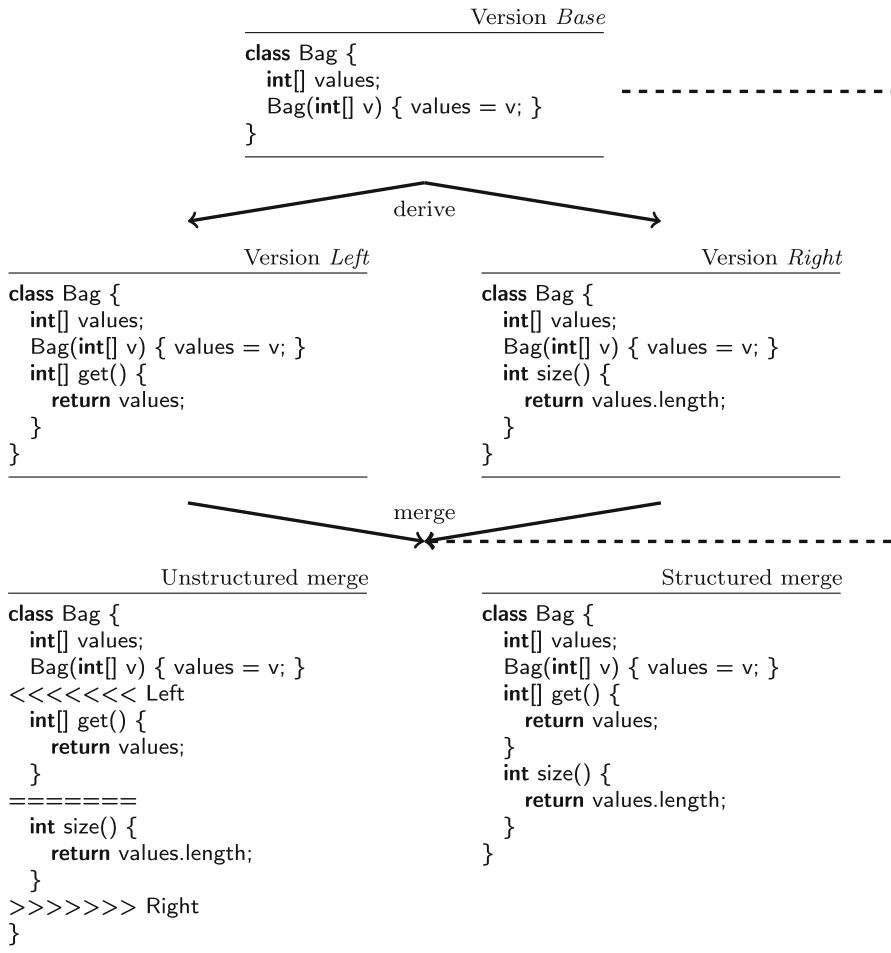 Version Base
class Bag {
int[] values;
Bag(int[] v) { values = v; }
}
derive
Version Left
class Bag {
int[] values;
Bag(int[] v) { values = v; }
int[] get() {
return values;
}
}
Version Right
class Bag {
int[] values;
Bag(int[] v) { values = v; }
int size() {
return values.length;
}
}
merge
Unstructured merge
class Bag {
int[] values;
Bag(int[] v) { values = v; }
<<<<<<< Left
int[] get() {
return values;
}
=======
int size() {
return values.length;
}
>>>>>>> Right
}
Structured merge
class Bag {
int[] values;
Bag(int[] v) { values = v; }
int[] get() {
return values;
}
int size() {
return values.length;
}
}